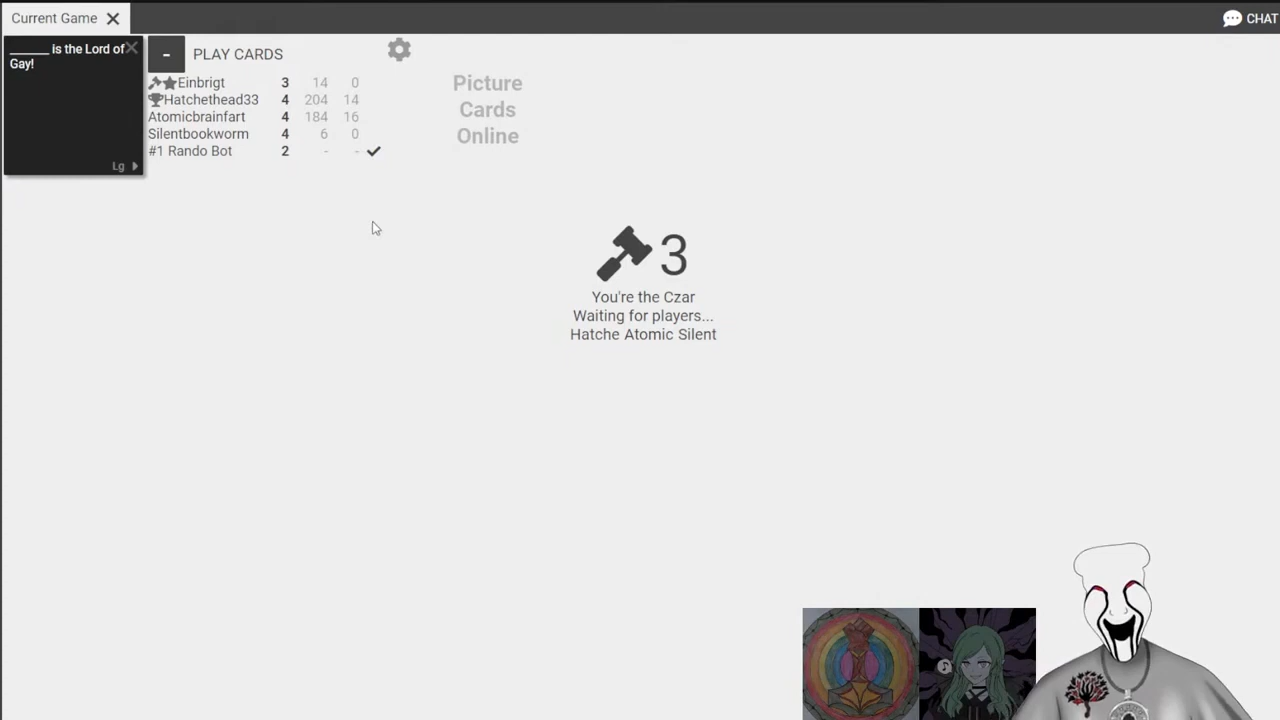 Current Game
CHAT
______ is the Lord of
Gay!
Lg
- PLAY CARDS
Einbrigt 3 14 0
Hatchethead33 4 204 14
Atomicbrainfart 4 184 16
Silentbookworm 4 6 0
#1 Rando Bot 2 - -
Picture
Cards
Online
3
You're the Czar
Waiting for players...
Hatche Atomic Silent